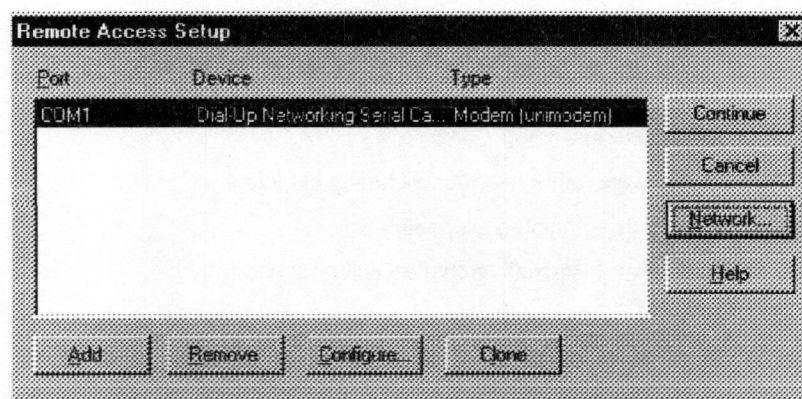 Remote Access Setup
Port Device Type
COM1 Dial-Up Networking Serial Ca... Modem (unimodem)
Continue
Cancel
Network...
Help
Add Remove Configure... Clone